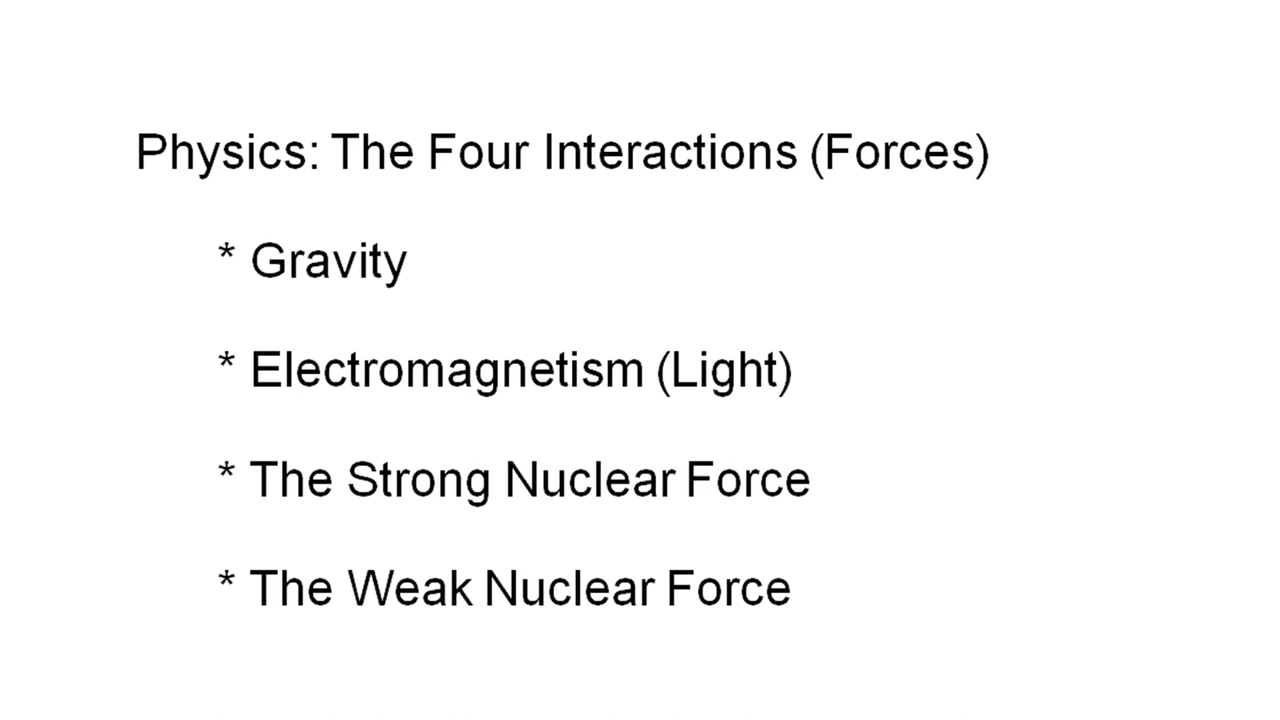 Physics: The Four Interactions (Forces)
* Gravity
* Electromagnetism (Light)
* The Strong Nuclear Force
* The Weak Nuclear Force